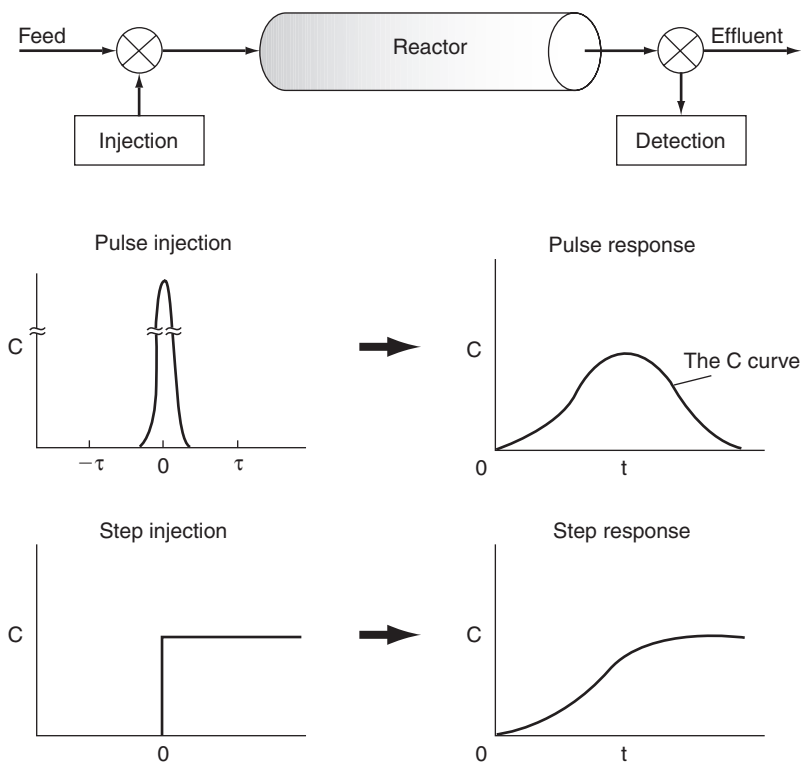 Feed
Reactor
Effluent
Injection
Detection
Pulse injection
Pulse response
C
C
The C curve
−τ 0 τ
0 t
Step injection
Step response
C
C
0
0 t